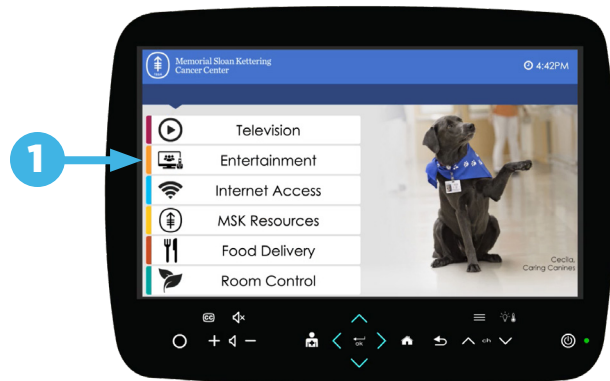 Memorial Sloan Kettering
Cancer Center
4:42PM
1
Television
Entertainment
Internet Access
MSK Resources
Food Delivery
Room Control
Cecila,
Caring Canines
CC
OK
ch